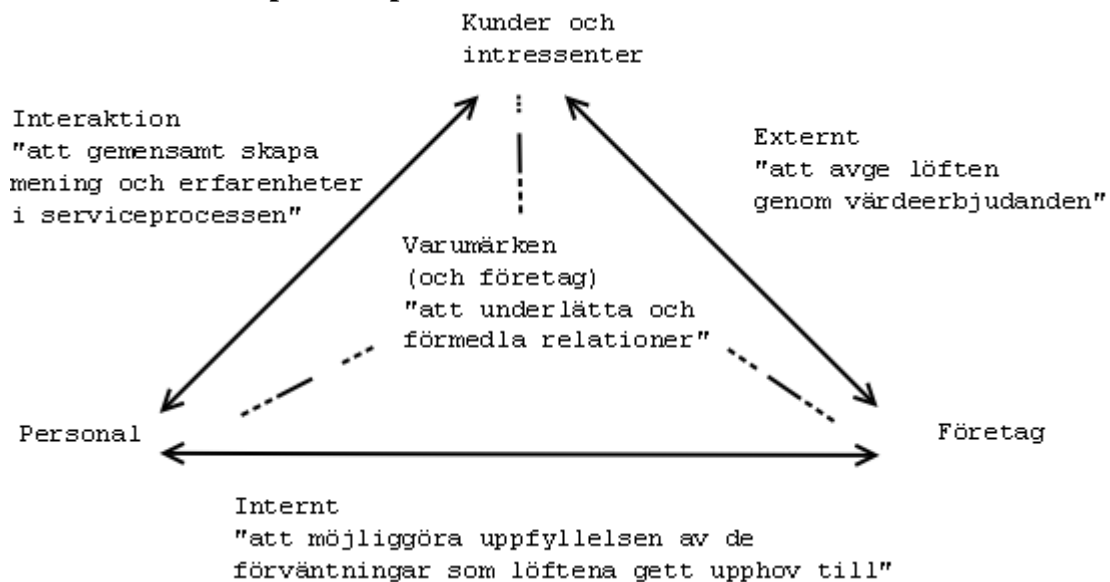 Kunder och
intressenter
Interaktion
"att gemensamt skapa
mening och erfarenheter
i serviceprocessen"
Externt
"att avge löften
genom värdeerbjudanden"
Varumärken
(och företag)
"att underlätta och
förmedla relationer"
Personal
Företag
Internt
"att möjliggöra uppfyllelsen av de
förväntningar som löftena gett upphov till"